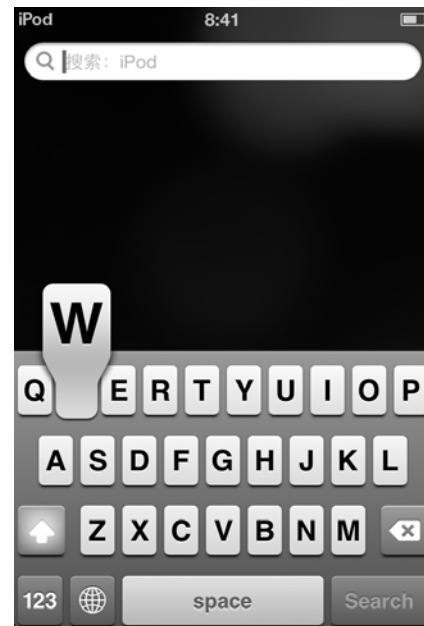 iPod 8:41
搜索：iPod
W
Q E R T Y U I O P
A S D F G H J K L
Z X C V B N M
123 space Search